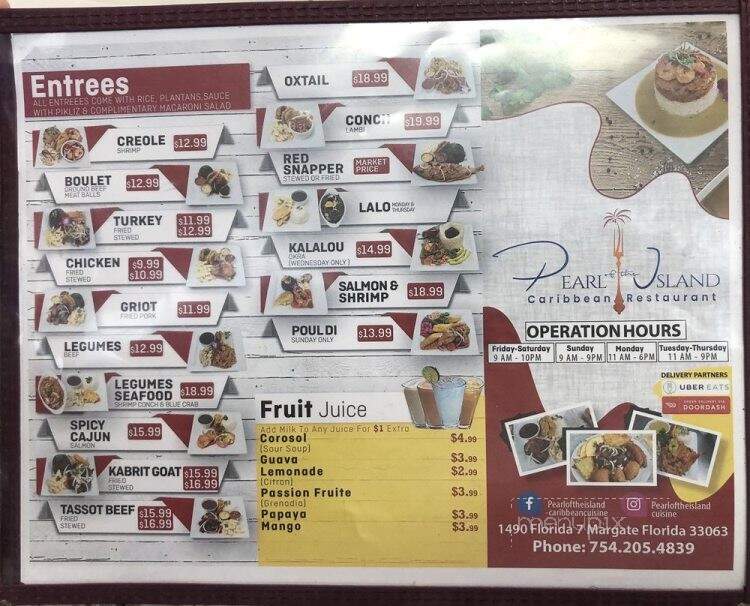 Entrees
ALL ENTREEES COME WITH RICE, PLANTANS,SAUCE
WITH PIKLIZ & COMPLIMENTARY MACARONI SALAD
CREOLE $12.99
SHRIMP
BOULET $12.99
GROUND BEEF
MEAT BALLS
TURKEY $11.99
FRIED $12.99
STEWED
CHICKEN $9.99
FRIED $10.99
STEWED
GRIOT $11.99
FRIED PORK
LEGUMES $12.99
BEEF
LEGUMES
SEAFOOD $18.99
SHRIMP, CONCH & BLUE CRAB
SPICY
CAJUN $15.99
SALMON
KABRIT GOAT $15.99
FRIED $16.99
STEWED
TASSOT BEEF $15.99
FRIED $16.99
STEWED
OXTAIL $18.99
CONCH $19.99
LAMBI
RED MARKET
SNAPPER PRICE
STEWED OR FRIED
LALO MONDAY &
THURSDAY
KALALOU $14.99
OKRA
(WEDNESDAY ONLY)
SALMON &
SHRIMP $18.99
POUL DI $13.99
SUNDAY ONLY
Fruit Juice
Add Milk To Any Juice For $1 Extra
Corosol $4.99
(Sour Soup)
Guava $3.99
Lemonade $2.99
(Citron)
Passion Fruite $3.99
(Grenadia)
Papaya $3.99
Mango $3.99
Pearl of the Island
Caribbean Restaurant
OPERATION HOURS
Friday-Saturday Sunday Monday Tuesday-Thursday
9 AM - 10PM 9 AM - 9PM 11 AM - 6PM 11 AM - 9PM
DELIVERY PARTNERS
UBER EATS
ORDER DELIVERY VIA
DOORDASH
Pearloftheisland
caribbeancuisine
Pearloftheisland
cuisine
menupix
1490 Florida 7 Margate Florida 33063
Phone: 754.205.4839